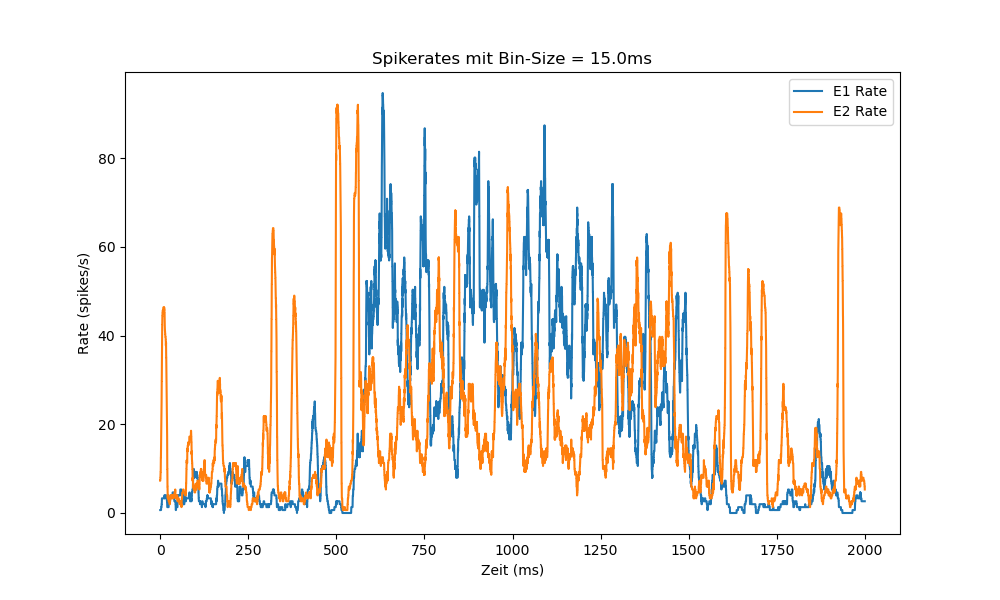 Spikerates mit Bin-Size = 15.0ms
E1 Rate
E2 Rate
80
60
40
20
0
Rate (spikes/s)
0 250 500 750 1000 1250 1500 1750 2000
Zeit (ms)